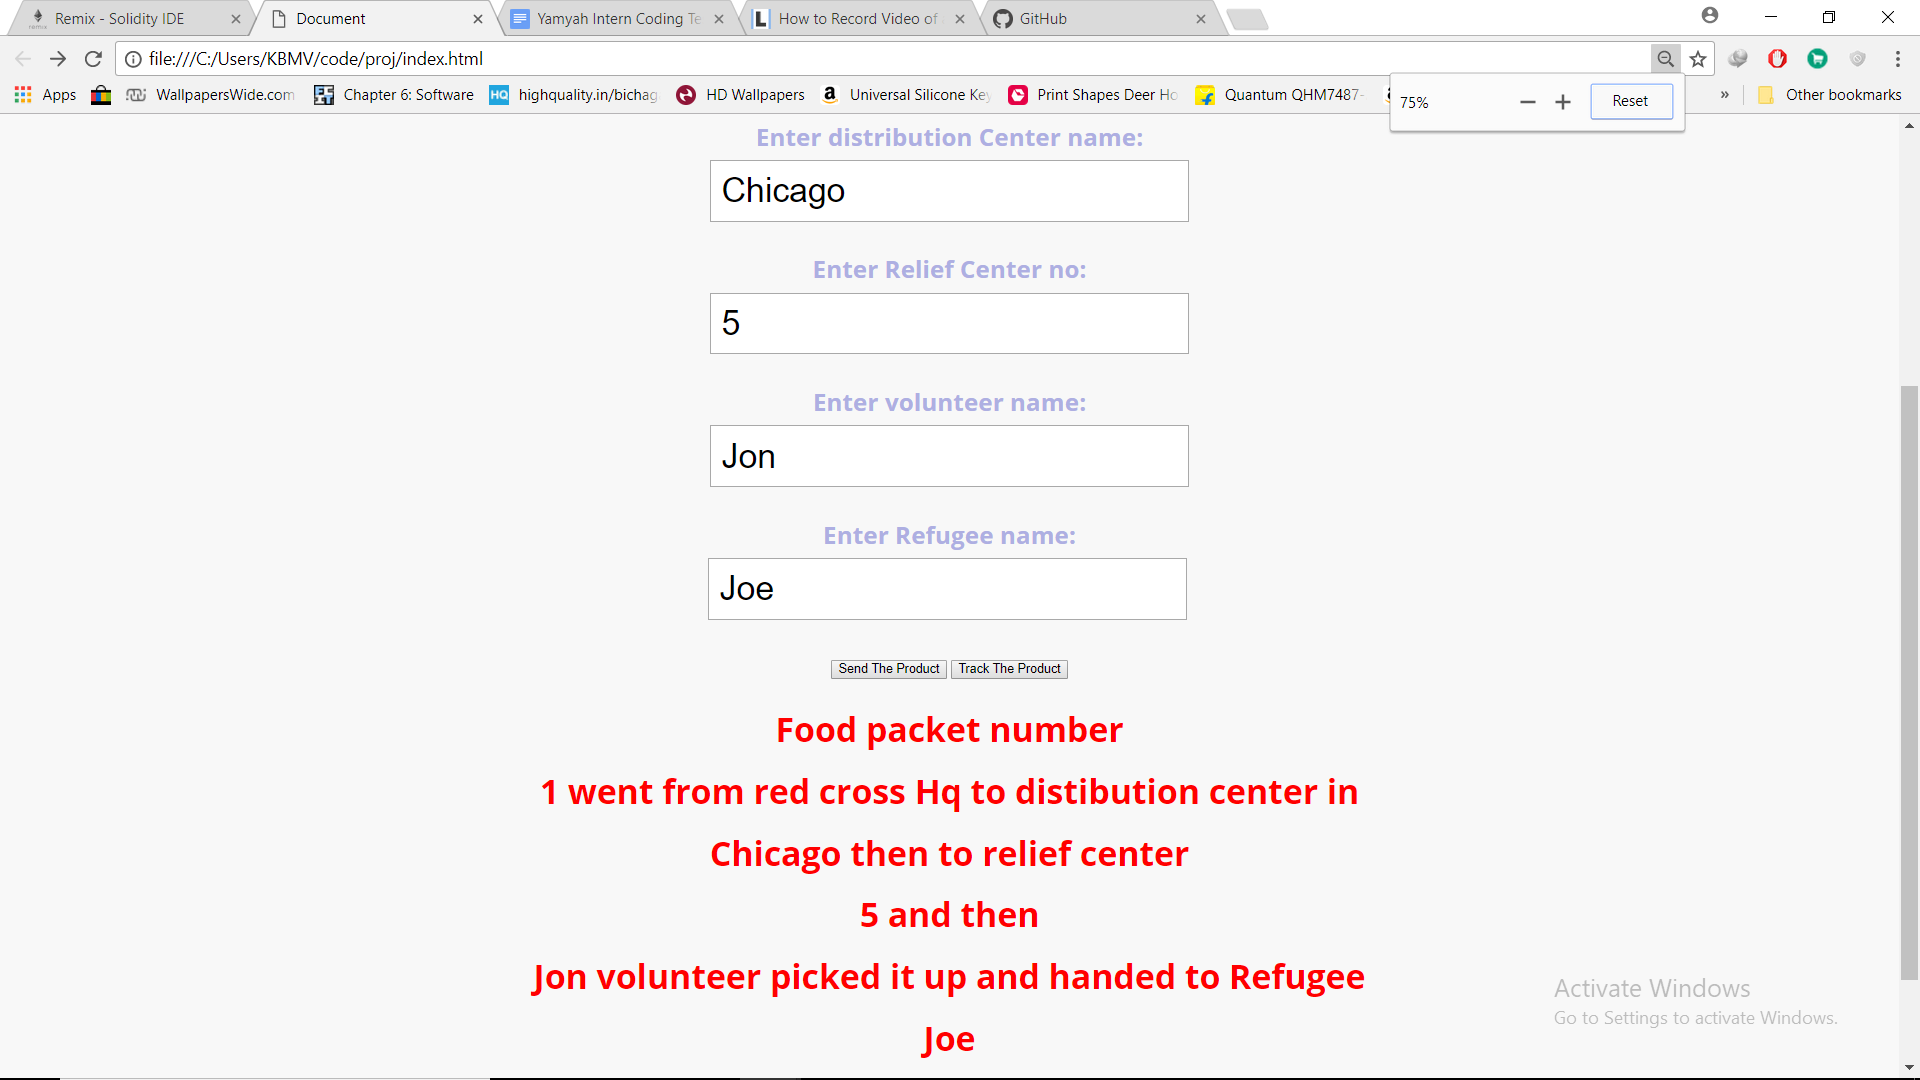 Remix - Solidity IDE
Document
Yamyah Intern Coding Te
How to Record Video of
GitHub
file:///C:/Users/KBMV/code/proj/index.html
Apps
WallpapersWide.com
Chapter 6: Software
HQ
highquality.in/bichag
HD Wallpapers
Universal Silicone Key
Print Shapes Deer Ho
Quantum QHM7487-
»
Other bookmarks
75%
Reset
Enter distribution Center name:
Chicago
Enter Relief Center no:
5
Enter volunteer name:
Jon
Enter Refugee name:
Joe
Send The Product Track The Product
Food packet number
1 went from red cross Hq to distibution center in
Chicago then to relief center
5 and then
Jon volunteer picked it up and handed to Refugee
Joe
Activate Windows
Go to Settings to activate Windows.